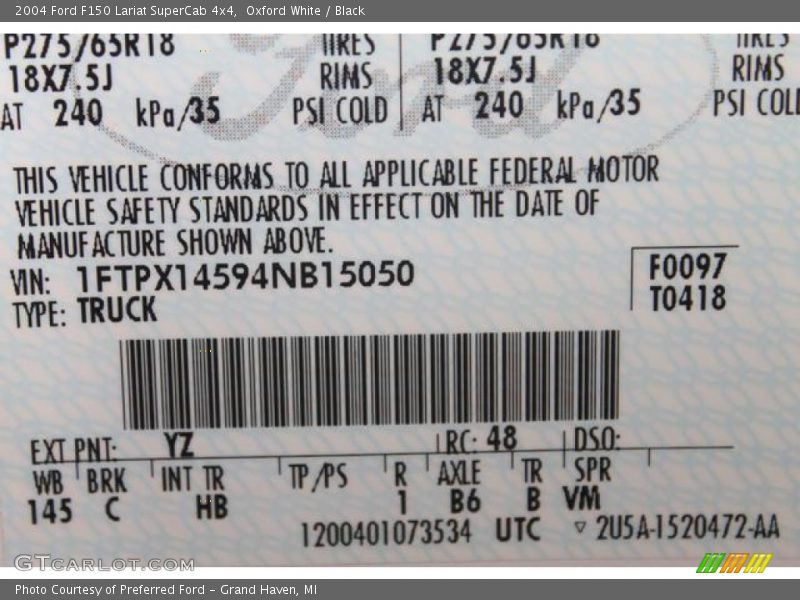 2004 Ford F150 Lariat SuperCab 4x4, Oxford White / Black
P275/65R18 TIRES P275/65R18 TIRES
18X7.5J RIMS 18X7.5J RIMS
AT 240 kPa/35 PSI COLD AT 240 kPa/35 PSI COLD
THIS VEHICLE CONFORMS TO ALL APPLICABLE FEDERAL MOTOR
VEHICLE SAFETY STANDARDS IN EFFECT ON THE DATE OF
MANUFACTURE SHOWN ABOVE.
VIN: 1FTPX14594NB15050 F0097
TYPE: TRUCK T0418
EXT PNT: YZ RC: 48 DSO:
WB BRK INT TR TP/PS R AXLE TR SPR
145 C HB 1 B6 B VM
1200401073534 UTC ▽ 2U5A-1520472-AA
GTCarLot.com
Photo Courtesy of Preferred Ford – Grand Haven, MI